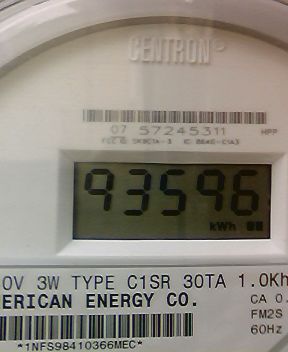 CENTRON®
07 57245311 HPP
93596
kWh
0V 3W TYPE C1SR 30TA 1.0Kh
ERICAN ENERGY CO.
CA 0.
FM2S
60Hz
*1NFS98410366MEC*